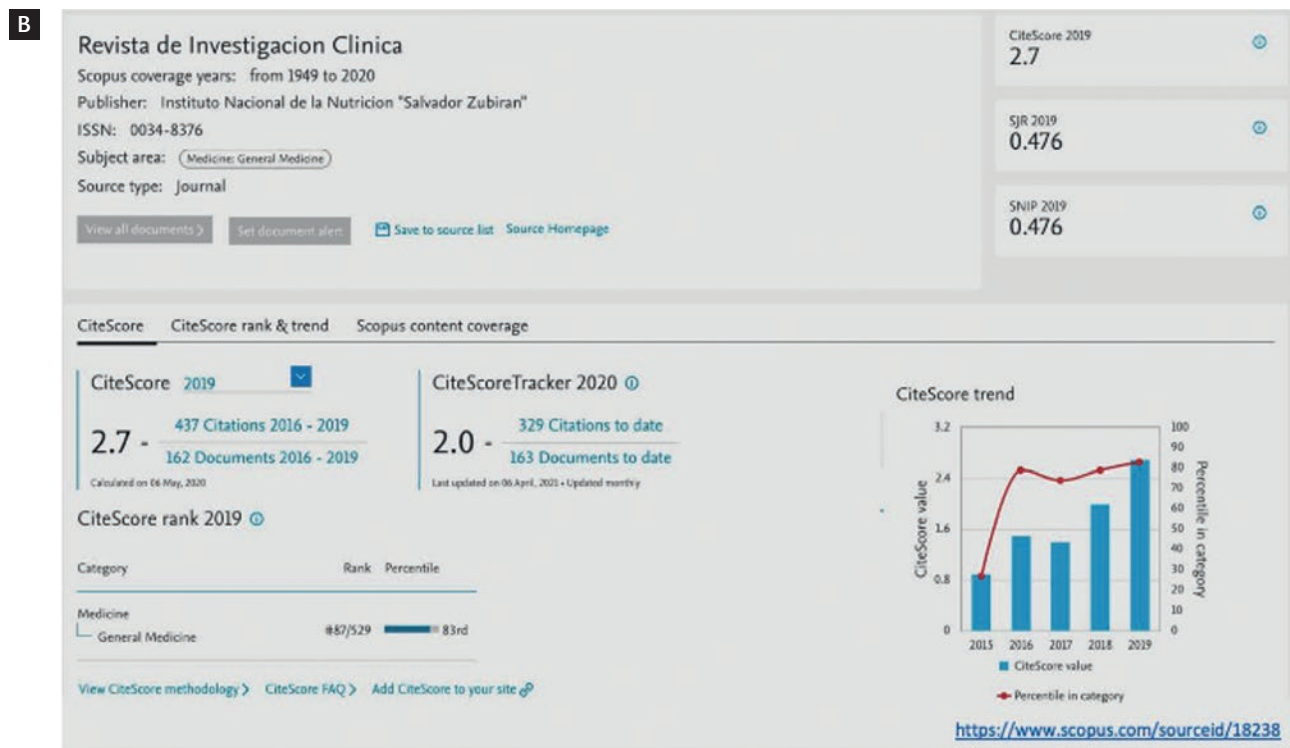 B
Revista de Investigacion Clinica
Scopus coverage years: from 1949 to 2020
Publisher: Instituto Nacional de la Nutricion "Salvador Zubiran"
ISSN: 0034-8376
Subject area: Medicine: General Medicine
Source type: Journal
View all documents >
Set document alert
Save to source list
Source Homepage
CiteScore 2019
2.7
SJR 2019
0.476
SNIP 2019
0.476
CiteScore
CiteScore rank & trend
Scopus content coverage
CiteScore 2019
2.7 -
437 Citations 2016 - 2019
162 Documents 2016 - 2019
Calculated on 06 May, 2020
CiteScoreTracker 2020
2.0 -
329 Citations to date
163 Documents to date
Last updated on 06 April, 2021 • Updated monthly
CiteScore rank 2019
Category Rank Percentile
Medicine
General Medicine
#87/529
83rd
View CiteScore methodology >
CiteScore FAQ >
Add CiteScore to your site
CiteScore trend
CiteScore value
3.2
2.4
1.6
0.8
0
100
90
80
70
60
50
40
30
20
10
0
Percentile in category
2015 2016 2017 2018 2019
CiteScore value
Percentile in category
https://www.scopus.com/sourceid/18238